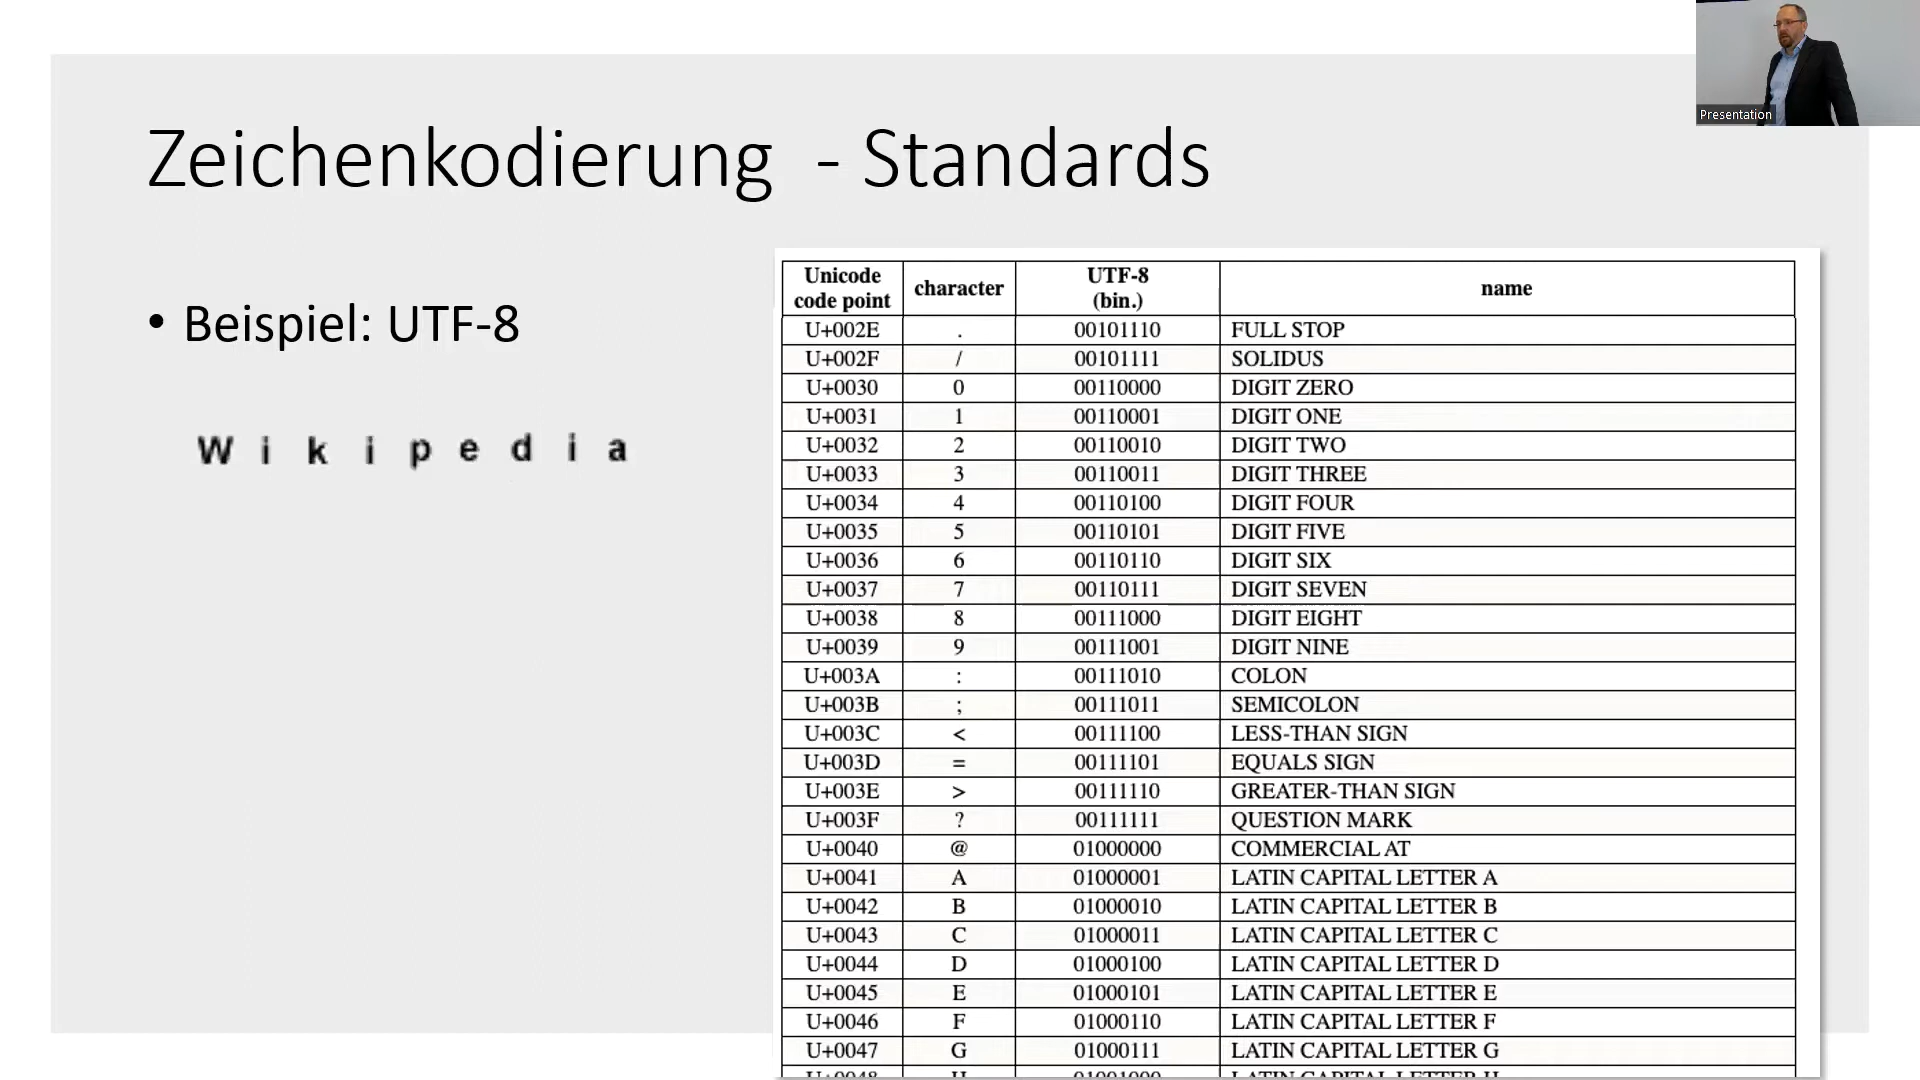 Presentation
Zeichenkodierung - Standards
• Beispiel: UTF-8
W i k i p e d i a
Unicode code point character UTF-8 (bin.) name
U+002E . 00101110 FULL STOP
U+002F / 00101111 SOLIDUS
U+0030 0 00110000 DIGIT ZERO
U+0031 1 00110001 DIGIT ONE
U+0032 2 00110010 DIGIT TWO
U+0033 3 00110011 DIGIT THREE
U+0034 4 00110100 DIGIT FOUR
U+0035 5 00110101 DIGIT FIVE
U+0036 6 00110110 DIGIT SIX
U+0037 7 00110111 DIGIT SEVEN
U+0038 8 00111000 DIGIT EIGHT
U+0039 9 00111001 DIGIT NINE
U+003A : 00111010 COLON
U+003B ; 00111011 SEMICOLON
U+003C < 00111100 LESS-THAN SIGN
U+003D = 00111101 EQUALS SIGN
U+003E > 00111110 GREATER-THAN SIGN
U+003F ? 00111111 QUESTION MARK
U+0040 @ 01000000 COMMERCIAL AT
U+0041 A 01000001 LATIN CAPITAL LETTER A
U+0042 B 01000010 LATIN CAPITAL LETTER B
U+0043 C 01000011 LATIN CAPITAL LETTER C
U+0044 D 01000100 LATIN CAPITAL LETTER D
U+0045 E 01000101 LATIN CAPITAL LETTER E
U+0046 F 01000110 LATIN CAPITAL LETTER F
U+0047 G 01000111 LATIN CAPITAL LETTER G